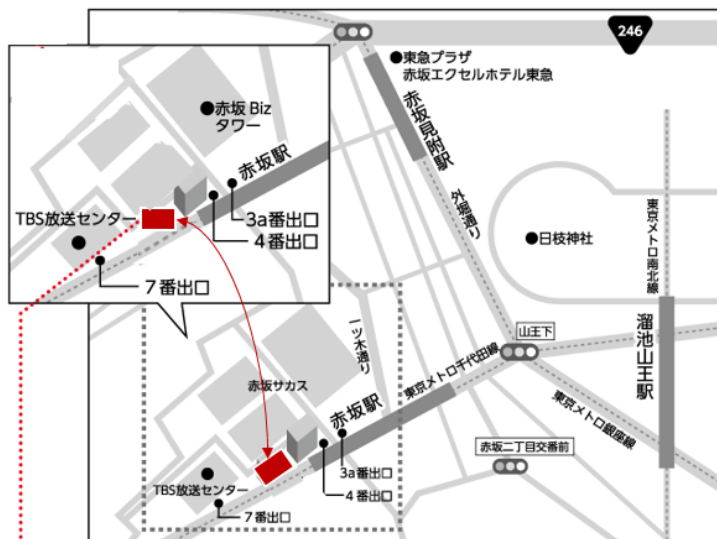 246
東急プラザ
赤坂エクセルホテル東急
赤坂見附駅
外堀通り
日枝神社
東京メトロ南北線
溜池山王駅
山王下
東京メトロ千代田線
東京メトロ銀座線
赤坂二丁目交番前
赤坂 Biz
タワー
赤坂駅
TBS放送センター
3a番出口
4番出口
7番出口
一ツ木通り
赤坂サカス
赤坂駅
3a番出口
4番出口
TBS放送センター
7番出口